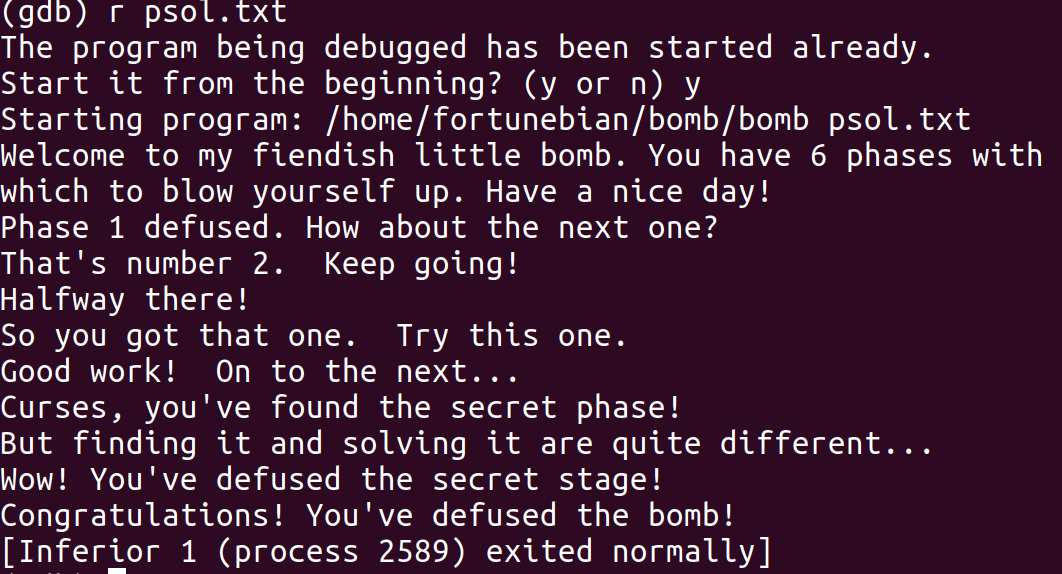 (gdb) r psol.txt
The program being debugged has been started already.
Start it from the beginning? (y or n) y
Starting program: /home/fortunebian/bomb/bomb psol.txt
Welcome to my fiendish little bomb. You have 6 phases with
which to blow yourself up. Have a nice day!
Phase 1 defused. How about the next one?
That's number 2.  Keep going!
Halfway there!
So you got that one.  Try this one.
Good work!  On to the next...
Curses, you've found the secret phase!
But finding it and solving it are quite different...
Wow! You've defused the secret stage!
Congratulations! You've defused the bomb!
[Inferior 1 (process 2589) exited normally]